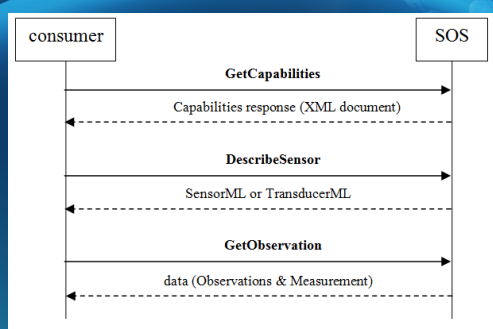 consumer
SOS
GetCapabilities
Capabilities response (XML document)
DescribeSensor
SensorML or TransducerML
GetObservation
data (Observations & Measurement)